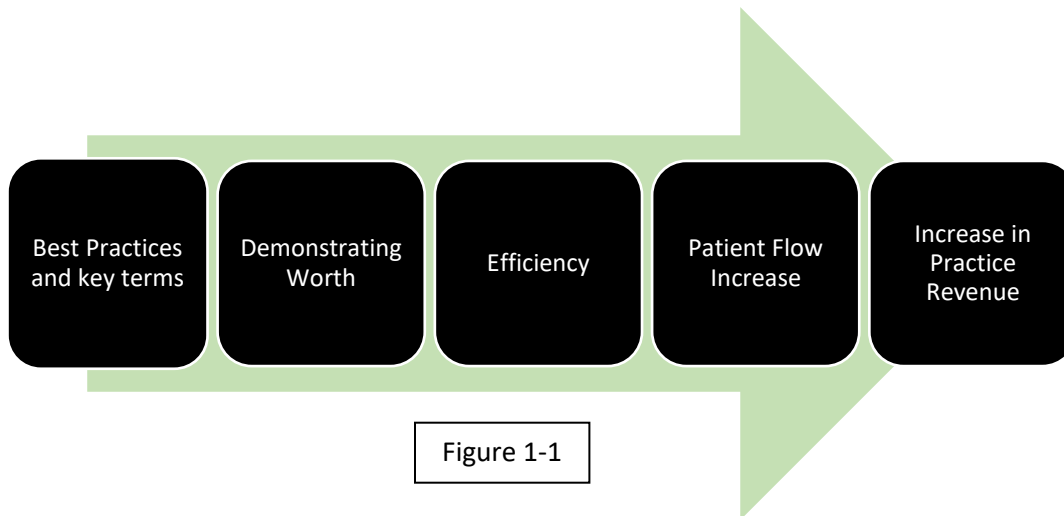 Best Practices
and key terms
Demonstrating
Worth
Efficiency
Patient Flow
Increase
Increase in
Practice
Revenue
Figure 1-1